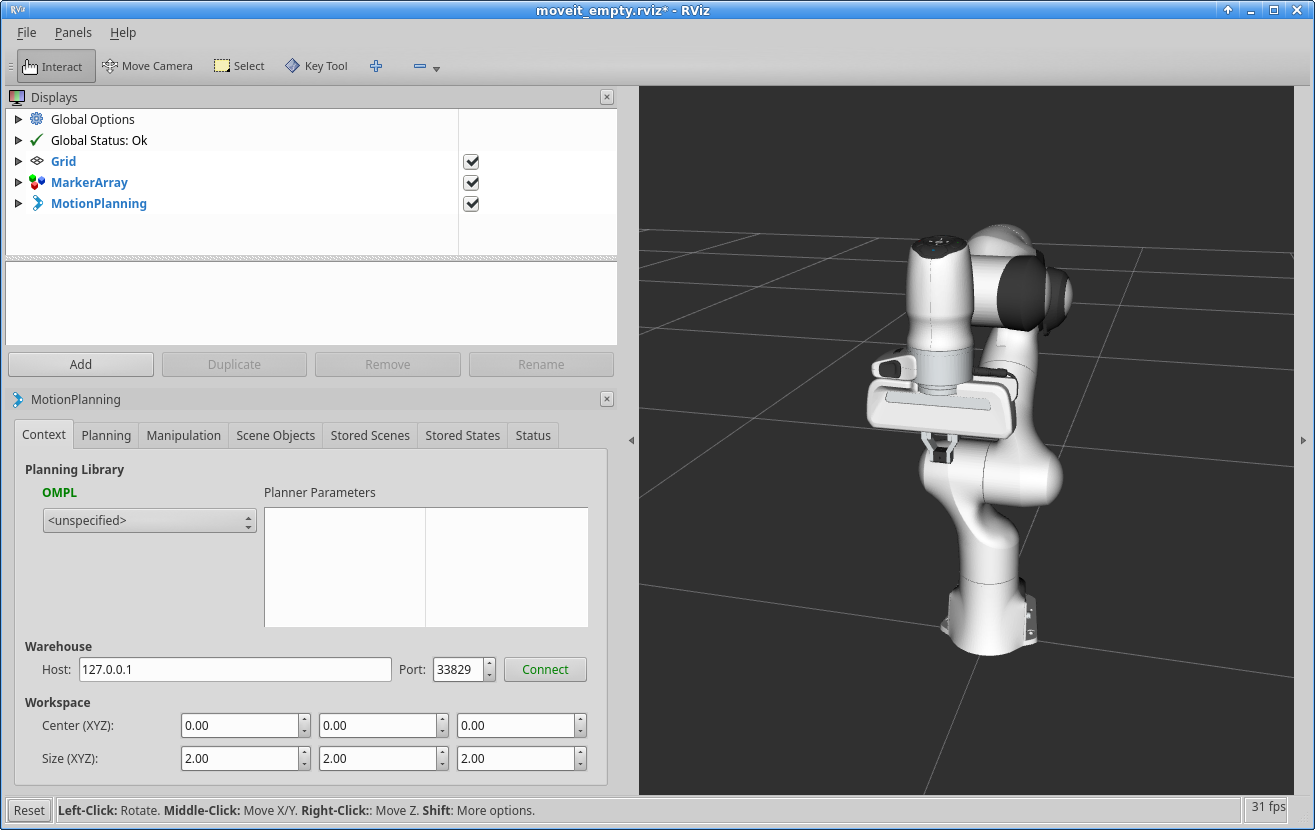 RViz
moveit_empty.rviz* - RViz
File Panels Help
Interact Move Camera Select Key Tool
Displays
Global Options
Global Status: Ok
Grid
MarkerArray
MotionPlanning
Add Duplicate Remove Rename
MotionPlanning
Context Planning Manipulation Scene Objects Stored Scenes Stored States Status
Planning Library
OMPL Planner Parameters
<unspecified>
Warehouse
Host: 127.0.0.1 Port: 33829 Connect
Workspace
Center (XYZ): 0.00 0.00 0.00
Size (XYZ): 2.00 2.00 2.00
Reset Left-Click: Rotate. Middle-Click: Move X/Y. Right-Click:: Move Z. Shift: More options. 31 fps